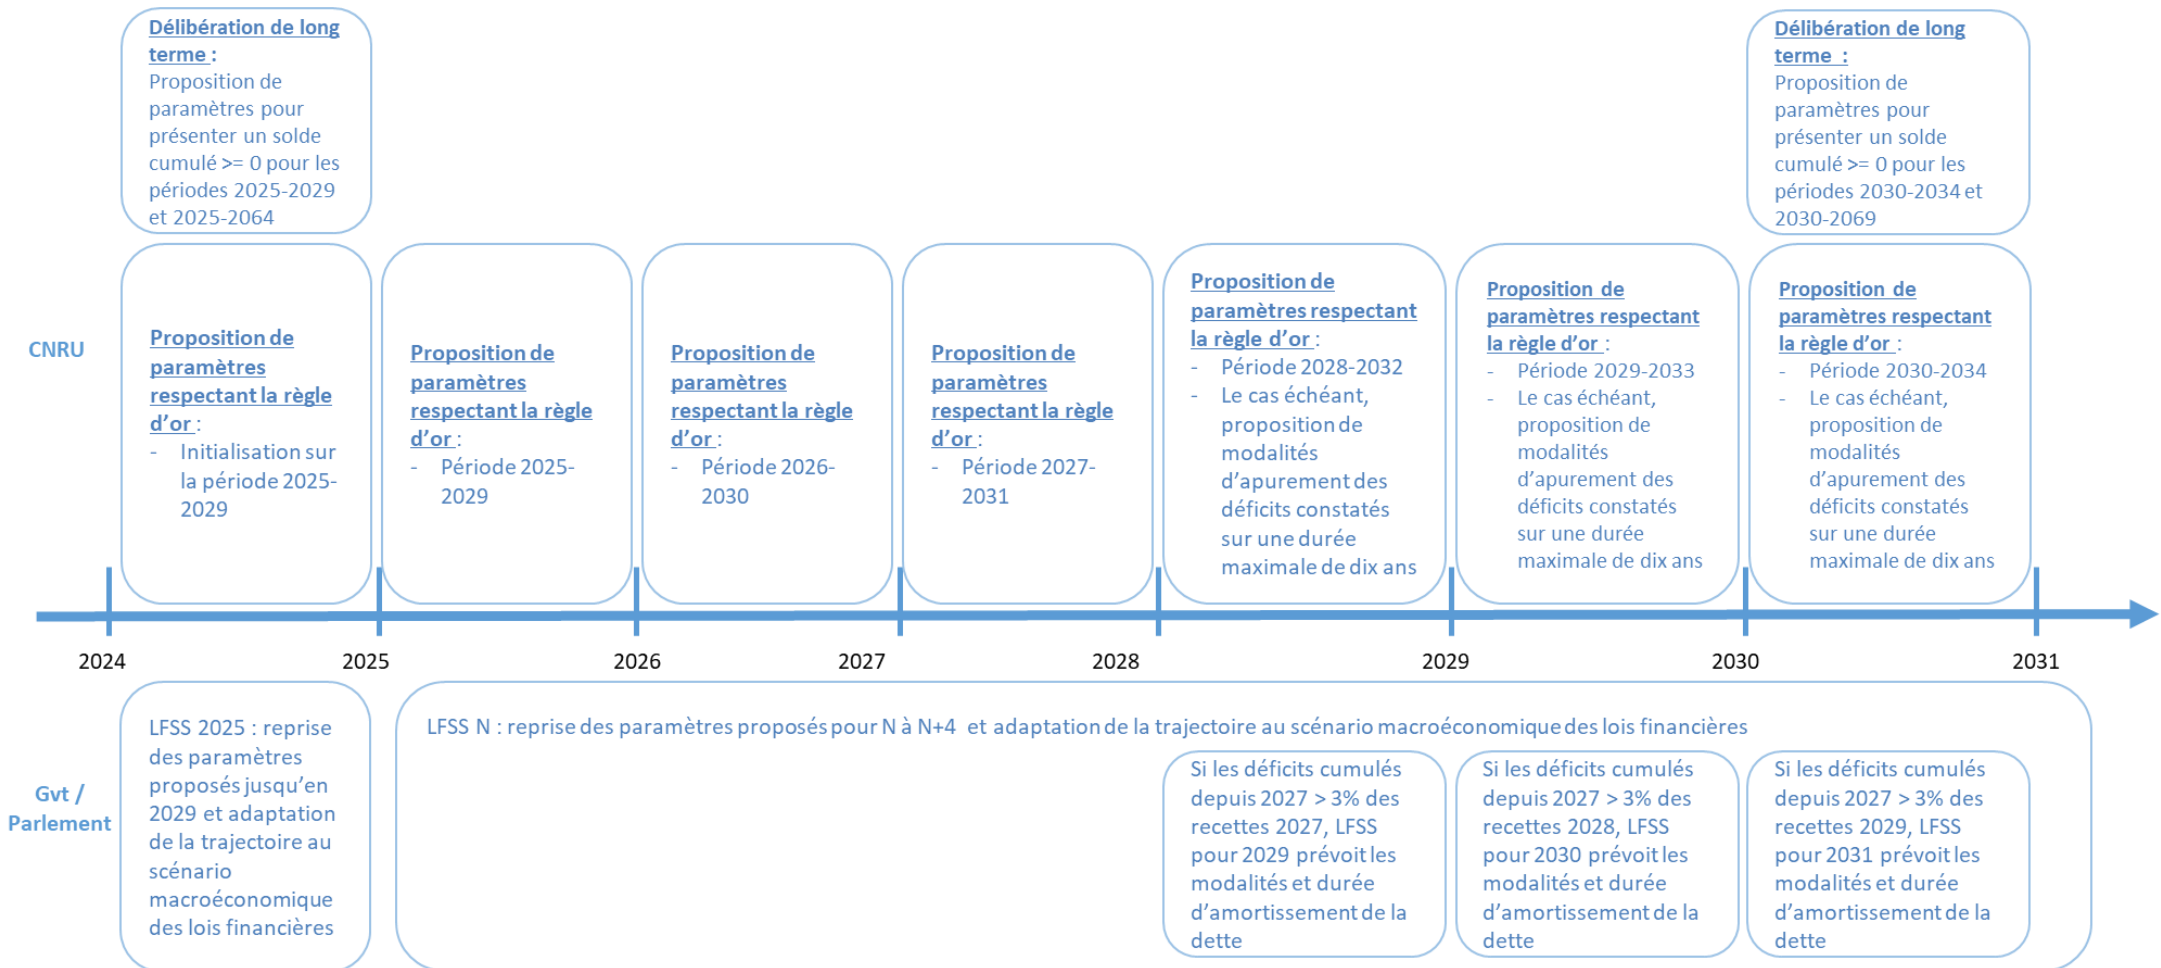 Délibération de long
terme :
Proposition de
paramètres pour
présenter un solde
cumulé >= 0 pour les
périodes 2025-2029
et 2025-2064
Délibération de long
terme :
Proposition de
paramètres pour
présenter un solde
cumulé >= 0 pour les
périodes 2030-2034 et
2030-2069
CNRU
Proposition de
paramètres
respectant la règle
d’or :
- Initialisation sur
la période 2025-
2029
Proposition de
paramètres
respectant la règle
d’or :
- Période 2025-
2029
Proposition de
paramètres
respectant la règle
d’or :
- Période 2026-
2030
Proposition de
paramètres
respectant la règle
d’or :
- Période 2027-
2031
Proposition de
paramètres respectant
la règle d’or :
- Période 2028-2032
- Le cas échéant,
proposition de
modalités
d’apurement des
déficits constatés
sur une durée
maximale de dix ans
Proposition de
paramètres respectant
la règle d’or :
- Période 2029-2033
- Le cas échéant,
proposition de
modalités
d’apurement des
déficits constatés
sur une durée
maximale de dix ans
Proposition de
paramètres respectant
la règle d’or :
- Période 2030-2034
- Le cas échéant,
proposition de
modalités
d’apurement des
déficits constatés
sur une durée
maximale de dix ans
2024 2025 2026 2027 2028 2029 2030 2031
Gvt /
Parlement
LFSS 2025 : reprise
des paramètres
proposés jusqu’en
2029 et adaptation
de la trajectoire au
scénario
macroéconomique
des lois financières
LFSS N : reprise des paramètres proposés pour N à N+4 et adaptation de la trajectoire au scénario macroéconomique des lois financières
Si les déficits cumulés
depuis 2027 > 3% des
recettes 2027, LFSS
pour 2029 prévoit les
modalités et durée
d’amortissement de la
dette
Si les déficits cumulés
depuis 2027 > 3% des
recettes 2028, LFSS
pour 2030 prévoit les
modalités et durée
d’amortissement de la
dette
Si les déficits cumulés
depuis 2027 > 3% des
recettes 2029, LFSS
pour 2031 prévoit les
modalités et durée
d’amortissement de la
dette